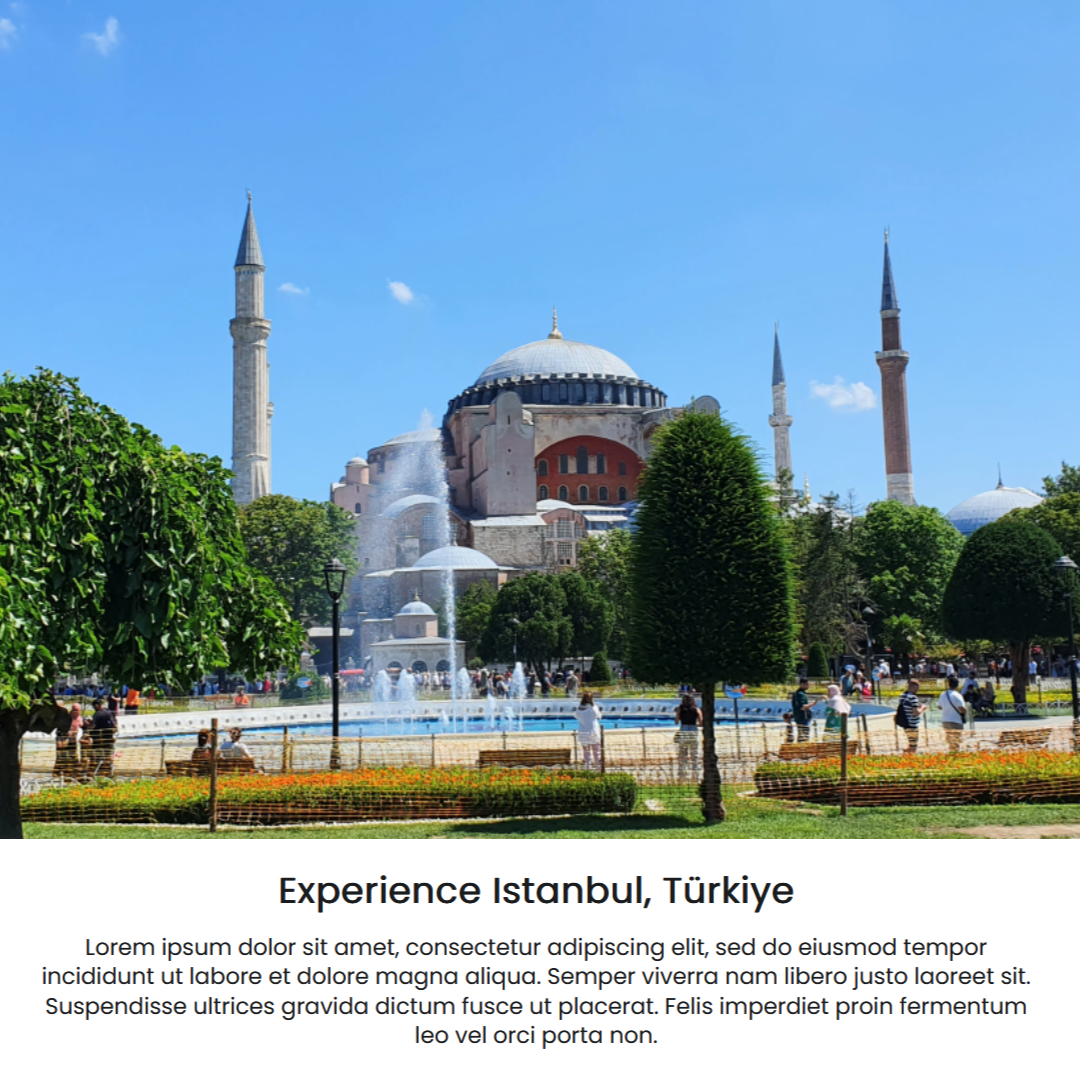 Experience Istanbul, Türkiye
Lorem ipsum dolor sit amet, consectetur adipiscing elit, sed do eiusmod tempor
incididunt ut labore et dolore magna aliqua. Semper viverra nam libero justo laoreet sit.
Suspendisse ultrices gravida dictum fusce ut placerat. Felis imperdiet proin fermentum
leo vel orci porta non.